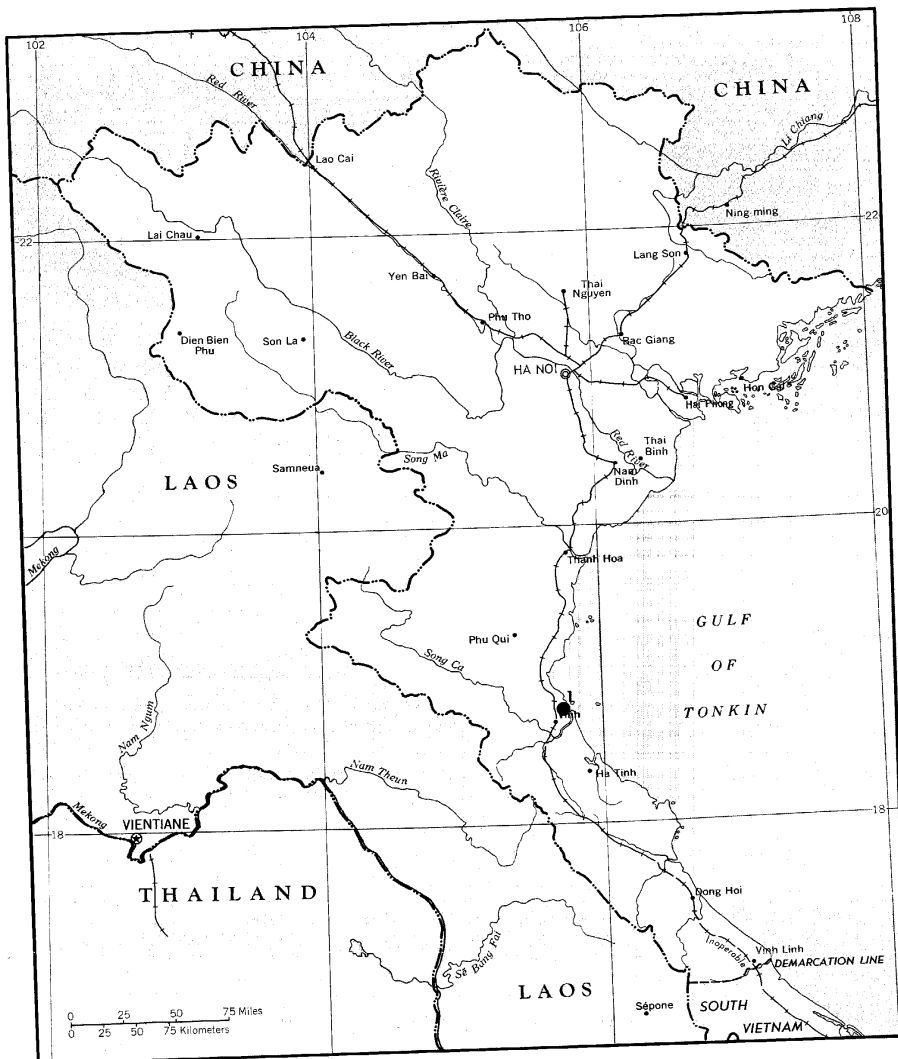 102
104
106
108
CHINA
Red River
CHINA
Li Chiang
Lao Cai
Rivière Claire
Ning-ming
22
22
Lai Chau
Lang Son
Yen Bai
Thai
Nguyen
Phu Tho
Dien Bien
Phu
Son La
Black River
Bac Giang
HA NOI
Hon Gai
Hai Phong
Red River
Thai
Binh
Song Ma
Samneua
Nam
Dinh
LAOS
20
Mekong
Thanh Hoa
GULF
OF
TONKIN
Phu Qui
Song Ca
1
Nam Ngum
Nam Theun
Ha Tinh
Mekong
18
VIENTIANE
18
THAILAND
Dong Hoi
Sé Bang Fai
Inoperable
Vinh Linh
DEMARCATION LINE
LAOS
Sépone
SOUTH
VIETNAM
0 25 50 75 Miles
0 25 50 75 Kilometers